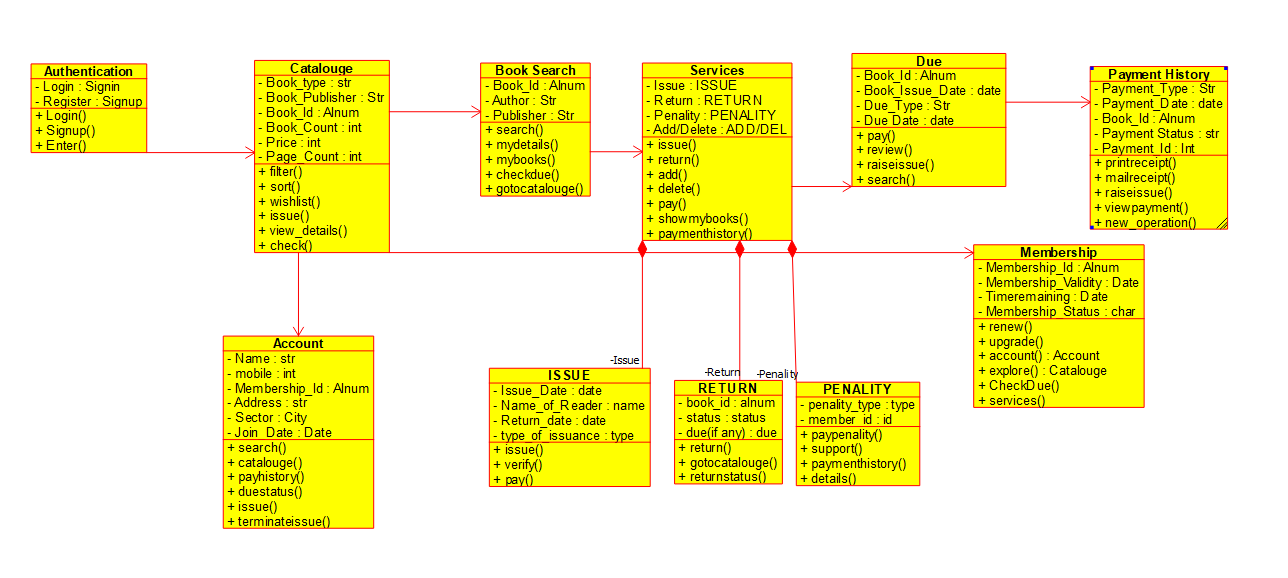 Authentication
- Login : Signin
- Register : Signup
+ Login()
+ Signup()
+ Enter()
Catalouge
- Book_type : str
- Book_Publisher : Str
- Book_Id : Alnum
- Book_Count : int
- Price : int
- Page_Count : int
+ filter()
+ sort()
+ wishlist()
+ issue()
+ view_details()
+ check()
Book Search
- Book_Id : Alnum
- Author : Str
- Publisher : Str
+ search()
+ mydetails()
+ mybooks()
+ checkdue()
+ gotocatalouge()
Services
- Issue : ISSUE
- Return : RETURN
- Penality : PENALITY
- Add/Delete : ADD/DEL
+ issue()
+ return()
+ add()
+ delete()
+ pay()
+ showmybooks()
+ paymenthistory()
Due
- Book_Id : Alnum
- Book_Issue_Date : date
- Due_Type : Str
- Due Date : date
+ pay()
+ review()
+ raiseissue()
+ search()
Payment History
- Payment_Type : Str
- Payment_Date : date
- Book_Id : Alnum
- Payment Status : str
- Payment_Id : Int
+ printreceipt()
+ mailreceipt()
+ raiseissue()
+ viewpayment()
+ new_operation()
Membership
- Membership_Id : Alnum
- Membership_Validity : Date
- Timeremaining : Date
- Membership_Status : char
+ renew()
+ upgrade()
+ account() : Account
+ explore() : Catalouge
+ CheckDue()
+ services()
Account
- Name : str
- mobile : int
- Membership_Id : Alnum
- Address : str
- Sector : City
- Join_Date : Date
+ search()
+ catalouge()
+ payhistory()
+ duestatus()
+ issue()
+ terminateissue()
-Issue
ISSUE
- Issue_Date : date
- Name_of_Reader : name
- Return_date : date
- type_of_issuance : type
+ issue()
+ verify()
+ pay()
-Return
RETURN
- book_id : alnum
- status : status
- due(if any) : due
+ return()
+ gotocatalouge()
+ returnstatus()
-Penality
PENALITY
- penality_type : type
- member_id : id
+ paypenality()
+ support()
+ paymenthistory()
+ details()